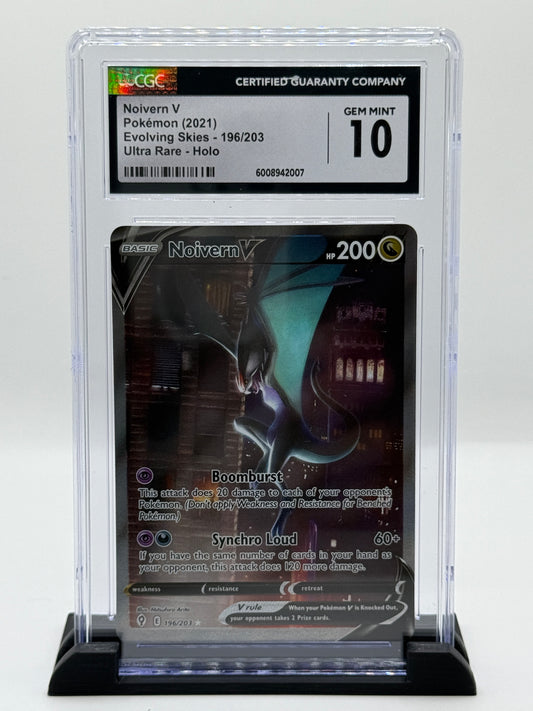 CGC
CERTIFIED GUARANTY COMPANY
Noivern V
Pokémon (2021)
Evolving Skies - 196/203
Ultra Rare - Holo
GEM MINT
10
6008942007
BASIC
Noivern V
HP 200
Boomburst
This attack does 20 damage to each of your opponent's
Pokémon. (Don't apply Weakness and Resistance for Benched
Pokémon.)
Synchro Loud 60+
If you have the same number of cards in your hand as
your opponent, this attack does 120 more damage.
weakness resistance retreat
V rule When your Pokémon V is Knocked Out,
your opponent takes 2 Prize cards.
Illus. Mitsuhiro Arita
196/203